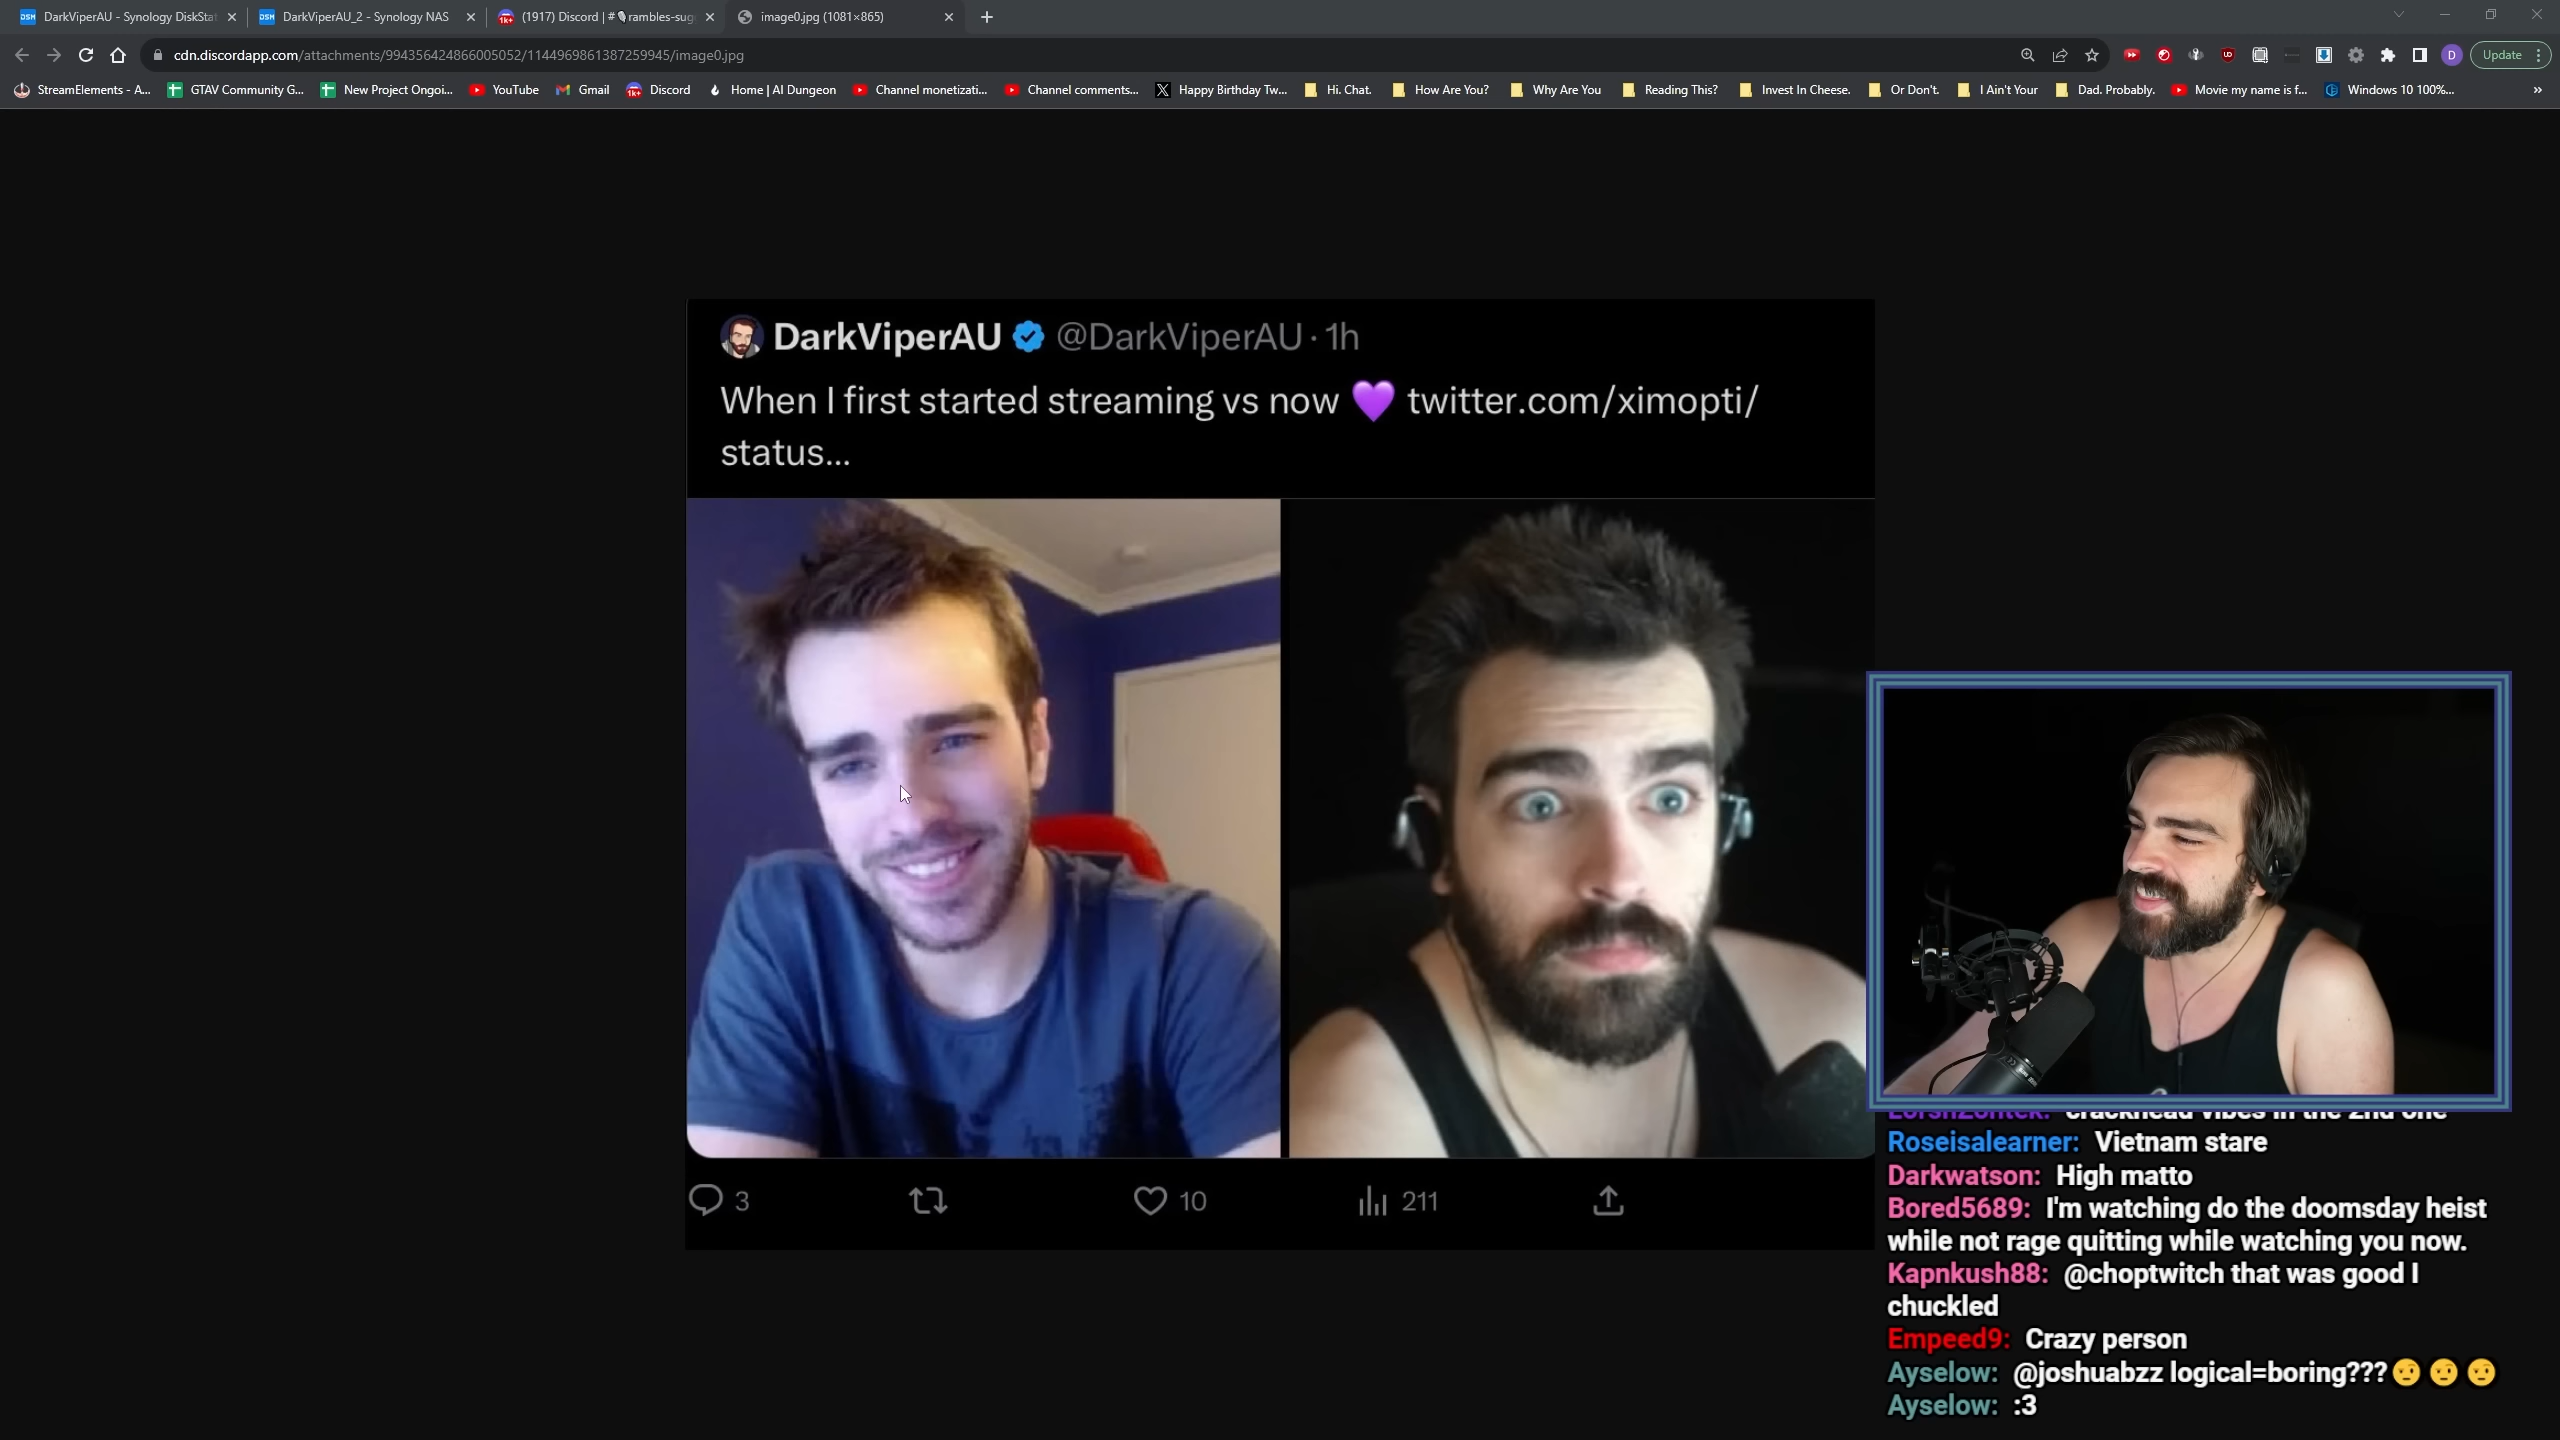 DarkViperAU - Synology DiskStat
DarkViperAU_2 - Synology NAS
(1917) Discord | #🎙rambles-sug
image0.jpg (1081×865)
cdn.discordapp.com/attachments/994356424866005052/1144969861387259945/image0.jpg
Update
StreamElements - A...
GTAV Community G...
New Project Ongoi...
YouTube
Gmail
Discord
Home | AI Dungeon
Channel monetizati...
Channel comments...
Happy Birthday Tw...
Hi. Chat.
How Are You?
Why Are You
Reading This?
Invest In Cheese.
Or Don't.
I Ain't Your
Dad. Probably.
Movie my name is f...
Windows 10 100%...
DarkViperAU @DarkViperAU · 1h
When I first started streaming vs now 💜 twitter.com/ximopti/
status...
3
10
211
crackhead vibes in the 2nd one
Roseisalearner: Vietnam stare
Darkwatson: High matto
Bored5689: I'm watching do the doomsday heist
while not rage quitting while watching you now.
Kapnkush88: @choptwitch that was good I
chuckled
Empeed9: Crazy person
Ayselow: @joshuabzz logical=boring???🤨🤨🤨
Ayselow: :3